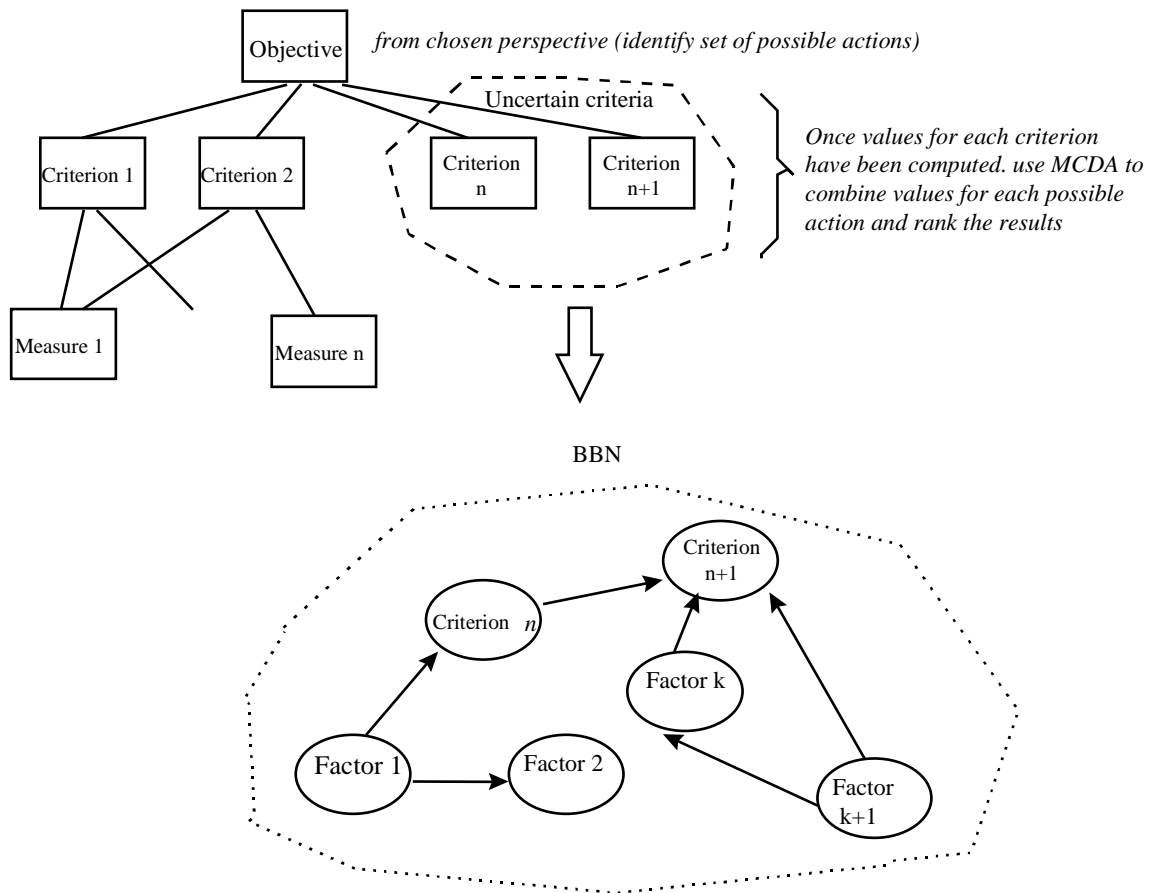 Objective
from chosen perspective (identify set of possible actions)
Uncertain criteria
Criterion 1
Criterion 2
Criterion
n
Criterion
n+1
Once values for each criterion
have been computed. use MCDA to
combine values for each possible
action and rank the results
Measure 1
Measure n
BBN
Criterion
n+1
Criterion n
Factor k
Factor 1
Factor 2
Factor
k+1